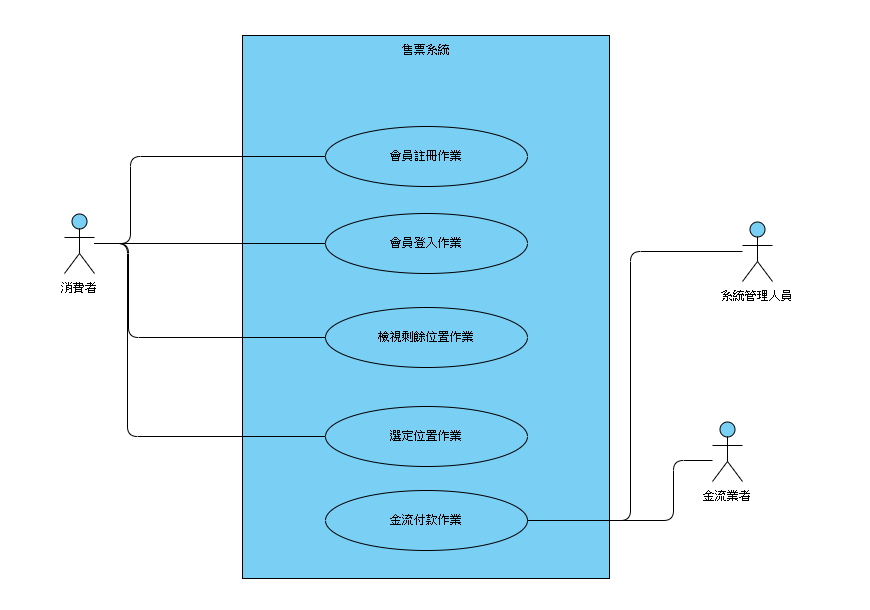 售票系統
會員註冊作業
會員登入作業
消費者
系統管理人員
檢視剩餘位置作業
選定位置作業
金流業者
金流付款作業